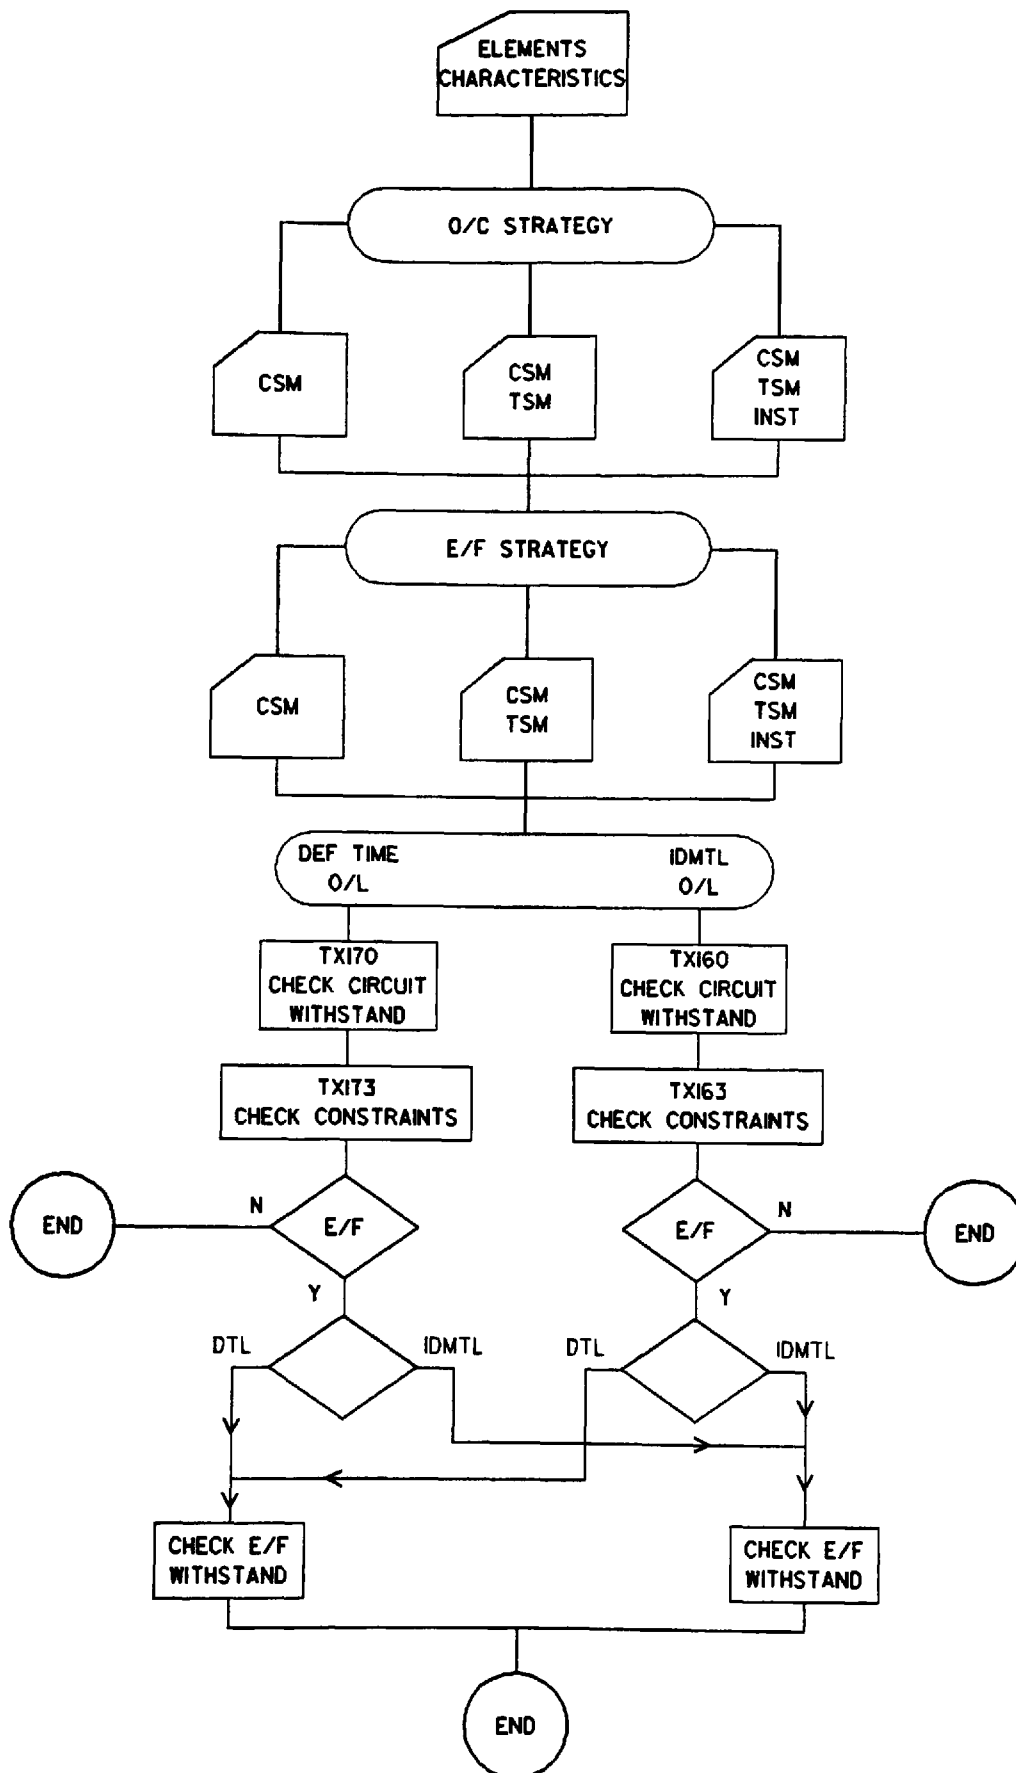 ELEMENTS
CHARACTERISTICS
O/C STRATEGY
CSM
CSM
TSM
CSM
TSM
INST
E/F STRATEGY
CSM
CSM
TSM
CSM
TSM
INST
DEF TIME
O/L
IDMTL
O/L
TX170
CHECK CIRCUIT
WITHSTAND
TX160
CHECK CIRCUIT
WITHSTAND
TX173
CHECK CONSTRAINTS
TX163
CHECK CONSTRAINTS
END
N
E/F
Y
E/F
N
Y
END
DTL
IDMTL
DTL
IDMTL
CHECK E/F
WITHSTAND
CHECK E/F
WITHSTAND
END